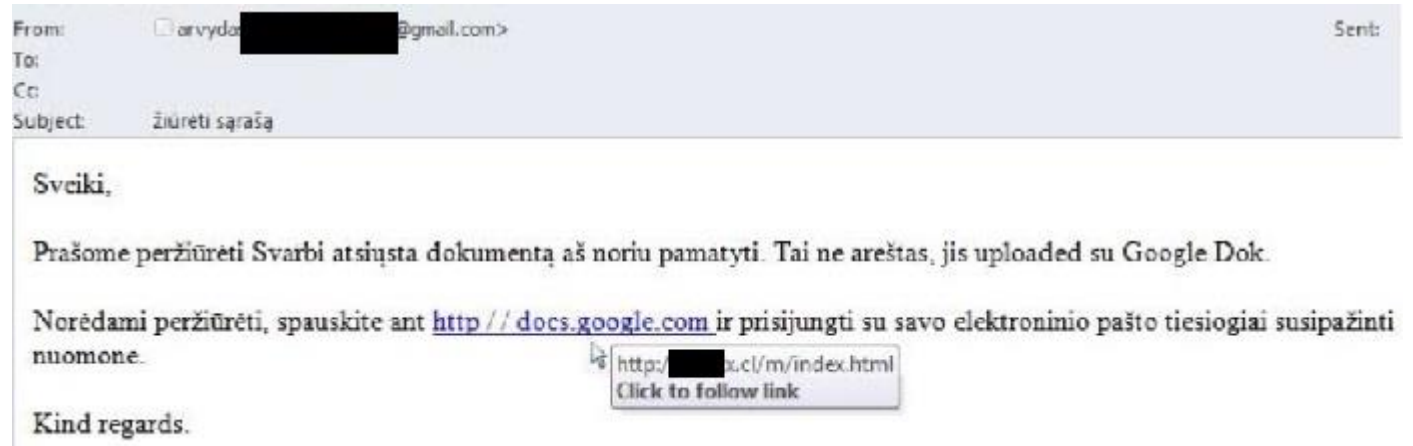 From: arvyda @gmail.com> Sent:
To:
Cc:
Subject: žiūrėti sąrašą
Sveiki,
Prašome peržiūrėti Svarbi atsiųsta dokumentą aš noriu pamatyti. Tai ne areštas, jis uploaded su Google Dok.
Norėdami peržiūrėti, spauskite ant http // docs.google.com ir prisijungti su savo elektroninio pašto tiesiogiai susipažinti
nuomone.
http:/ x.cl/m/index.html
Click to follow link
Kind regards.